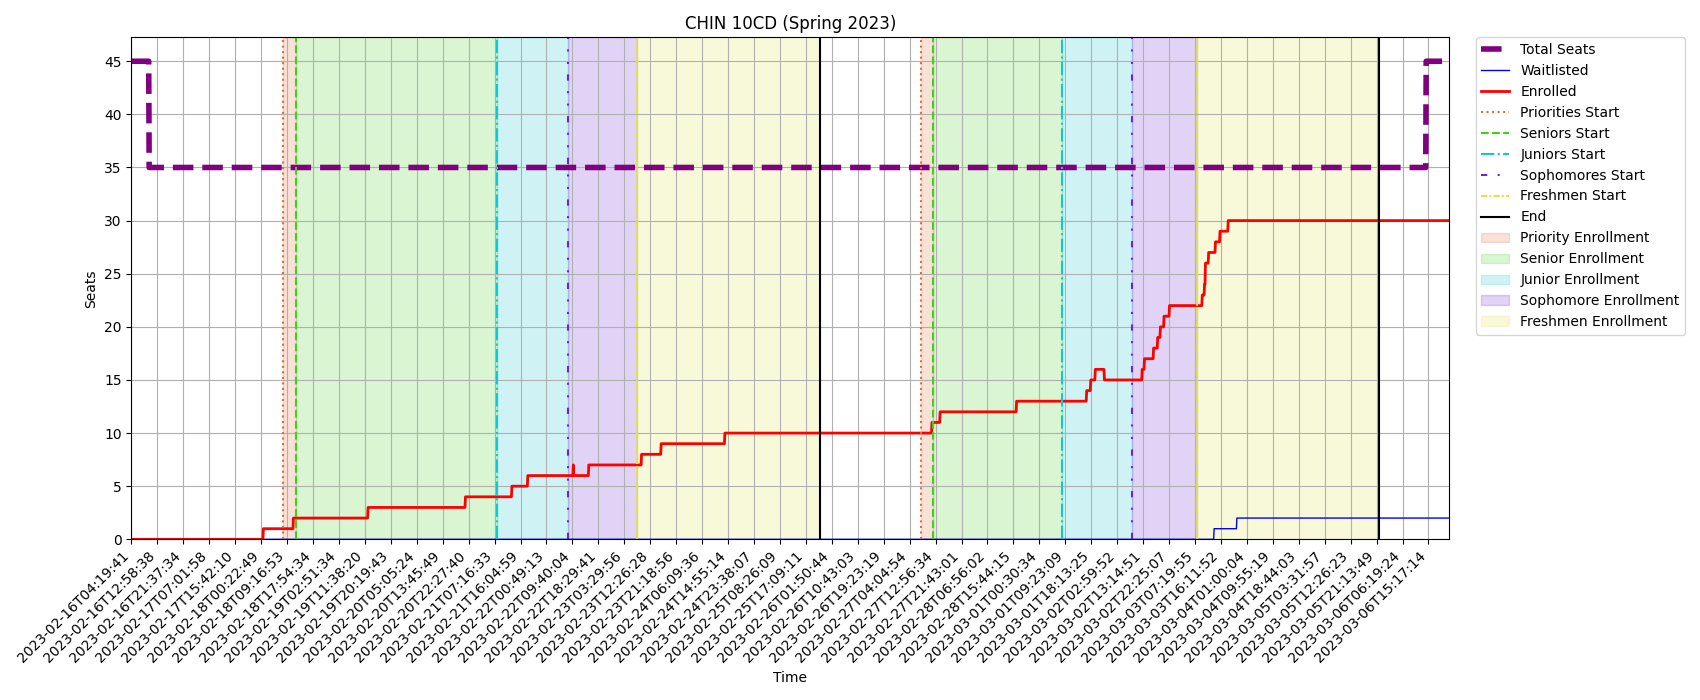 CHIN 10CD (Spring 2023)
Seats
45
40
35
30
25
20
15
10
5
0
2023-02-16T04:19:41
2023-02-16T12:58:38
2023-02-16T21:37:34
2023-02-17T07:01:58
2023-02-17T15:42:10
2023-02-18T00:22:49
2023-02-18T09:16:53
2023-02-18T17:54:34
2023-02-19T02:51:34
2023-02-19T11:38:20
2023-02-19T20:19:43
2023-02-20T05:05:24
2023-02-20T13:45:49
2023-02-20T22:27:40
2023-02-21T07:16:33
2023-02-21T16:04:59
2023-02-22T00:49:13
2023-02-22T09:40:04
2023-02-22T18:29:41
2023-02-23T03:29:56
2023-02-23T12:26:28
2023-02-23T21:18:56
2023-02-24T06:09:36
2023-02-24T14:55:14
2023-02-24T23:38:07
2023-02-25T08:26:09
2023-02-25T17:09:11
2023-02-26T01:50:44
2023-02-26T10:43:03
2023-02-26T19:23:19
2023-02-27T04:04:54
2023-02-27T12:56:34
2023-02-27T21:43:01
2023-02-28T06:56:02
2023-02-28T15:44:15
2023-03-01T00:30:34
2023-03-01T09:23:09
2023-03-01T18:13:25
2023-03-02T02:59:52
2023-03-02T13:14:51
2023-03-02T22:25:07
2023-03-03T07:19:55
2023-03-03T16:11:52
2023-03-04T01:00:04
2023-03-04T09:55:19
2023-03-04T18:44:03
2023-03-05T03:31:57
2023-03-05T12:26:23
2023-03-05T21:13:49
2023-03-06T06:19:24
2023-03-06T15:17:14
Time
Total Seats
Waitlisted
Enrolled
Priorities Start
Seniors Start
Juniors Start
Sophomores Start
Freshmen Start
End
Priority Enrollment
Senior Enrollment
Junior Enrollment
Sophomore Enrollment
Freshmen Enrollment